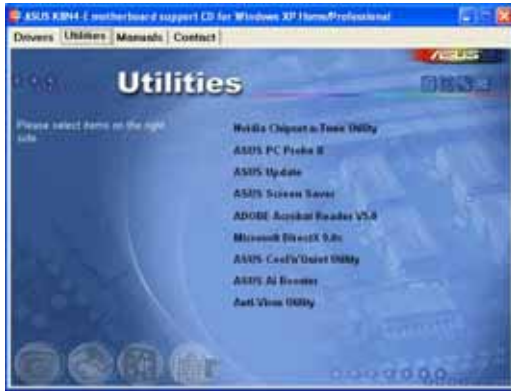 ASUS K8N4-E motherboard support CD for Windows XP Home/Professional
Drivers Utilities Manuals Contact
ASUS
Utilities
Please select items on the right side
Nvidia Chipset n-Tune Utility
ASUS PC Probe II
ASUS Update
ASUS Screen Saver
ADOBE Acrobat Reader V5.0
Microsoft DirectX 9.0c
ASUS Cool'n'Quiet Utility
ASUS Ai Booster
Anti-Virus Utility